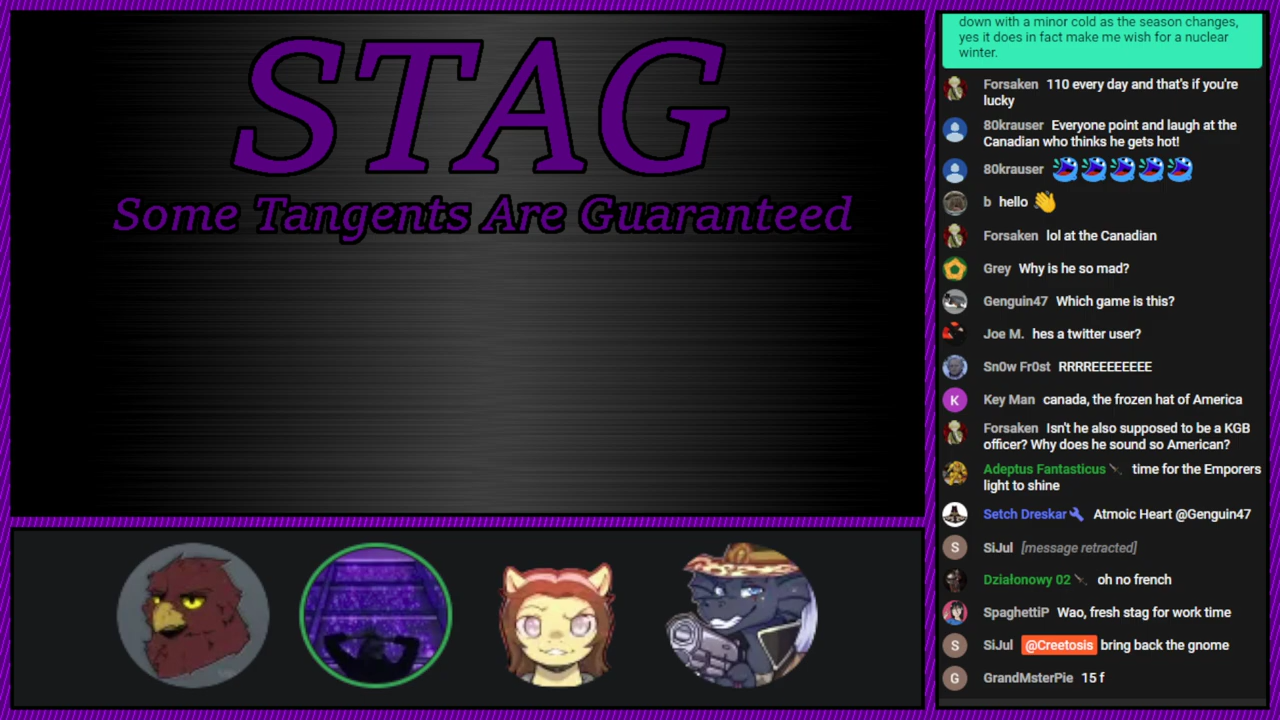 STAG
Some Tangents Are Guaranteed
down with a minor cold as the season changes,
yes it does in fact make me wish for a nuclear
winter.
Forsaken 110 every day and that's if you're
lucky
80krauser Everyone point and laugh at the
Canadian who thinks he gets hot!
80krauser
b hello 👋
Forsaken lol at the Canadian
Grey Why is he so mad?
Genguin47 Which game is this?
Joe M. hes a twitter user?
Sn0w Fr0st RRRREEEEEEEE
K Key Man canada, the frozen hat of America
Forsaken Isn't he also supposed to be a KGB
officer? Why does he sound so American?
Adeptus Fantasticus time for the Emporers
light to shine
Setch Dreskar Atmoic Heart @Genguin47
S SiJul [message retracted]
Działonowy 02 oh no french
SpaghettiP Wao, fresh stag for work time
S SiJul @Creetosis bring back the gnome
G GrandMsterPie 15 f